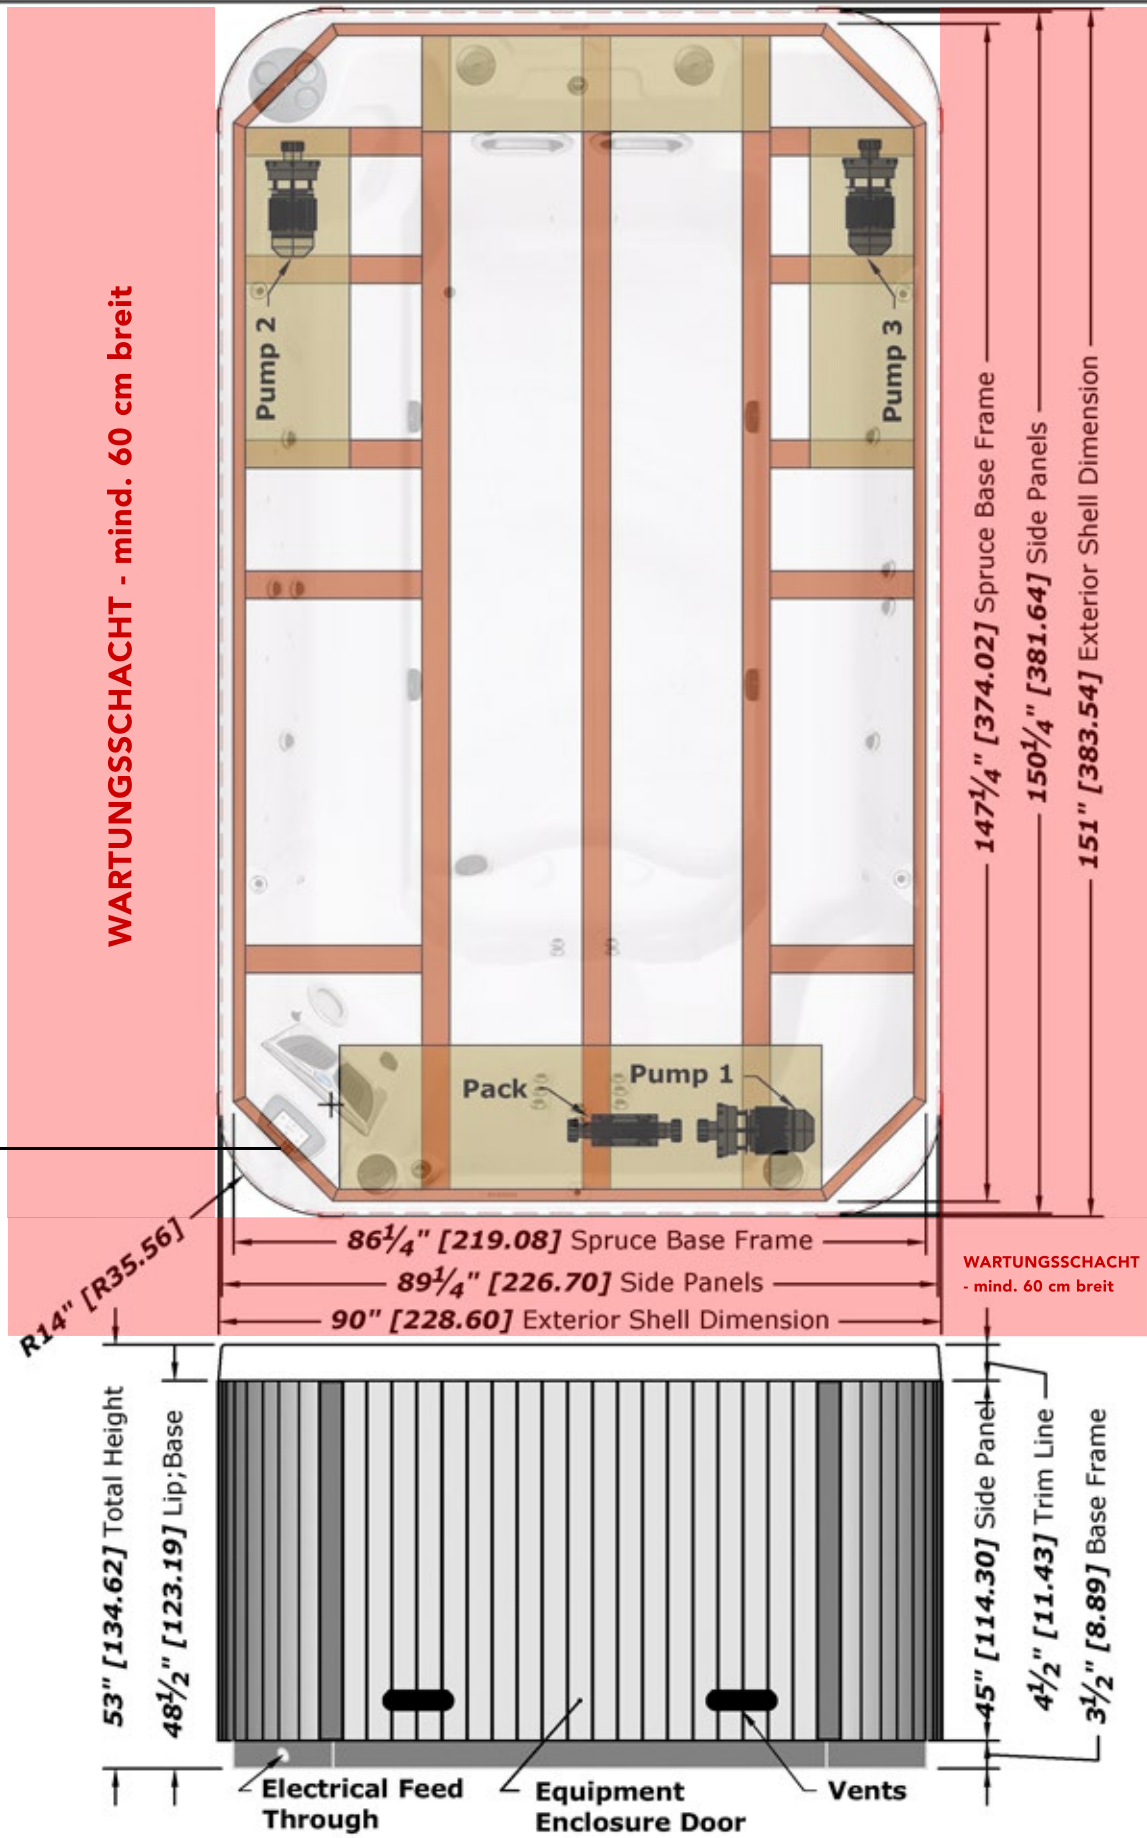 WARTUNGSSCHACHT - mind. 60 cm breit
Pump 2
Pump 3
147¼" [374.02] Spruce Base Frame
150¼" [381.64] Side Panels
151" [383.54] Exterior Shell Dimension
Pack
Pump 1
R14" [R35.56]
86¼" [219.08] Spruce Base Frame
89¼" [226.70] Side Panels
90" [228.60] Exterior Shell Dimension
WARTUNGSSCHACHT
- mind. 60 cm breit
53" [134.62] Total Height
48½" [123.19] Lip;Base
45" [114.30] Side Panel
4½" [11.43] Trim Line
3½" [8.89] Base Frame
Electrical Feed
Through
Equipment
Enclosure Door
Vents